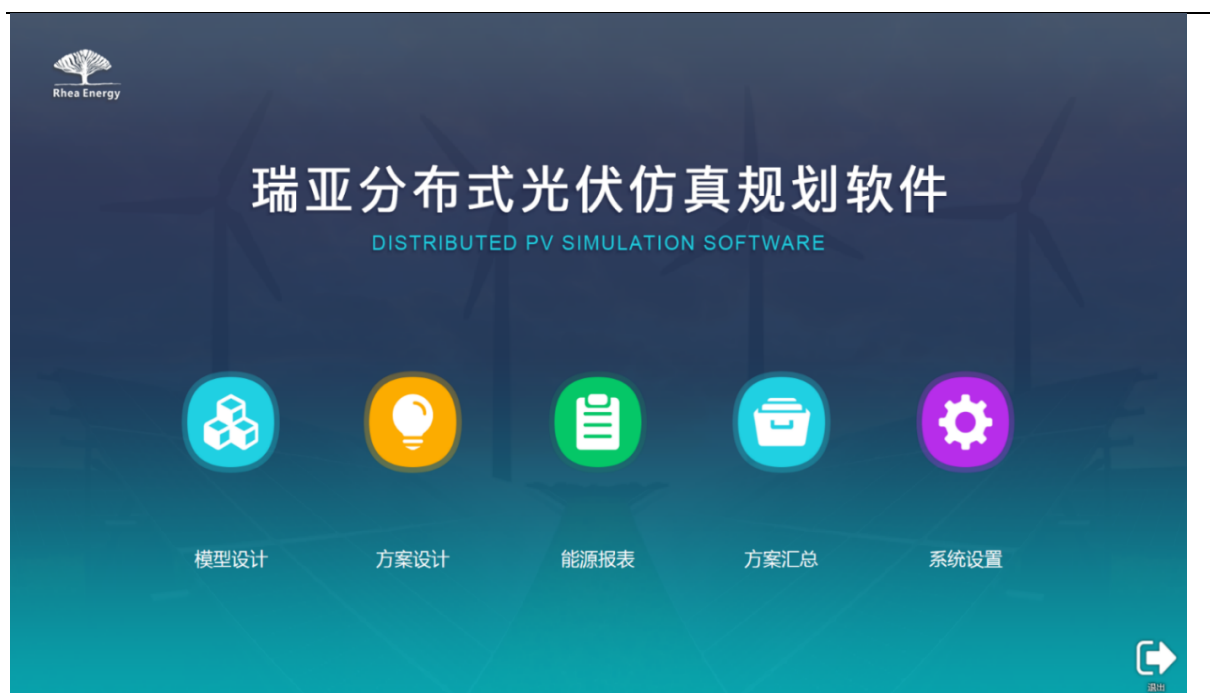 Rhea Energy
瑞亚分布式光伏仿真规划软件
DISTRIBUTED PV SIMULATION SOFTWARE
模型设计 方案设计 能源报表 方案汇总 系统设置
退出